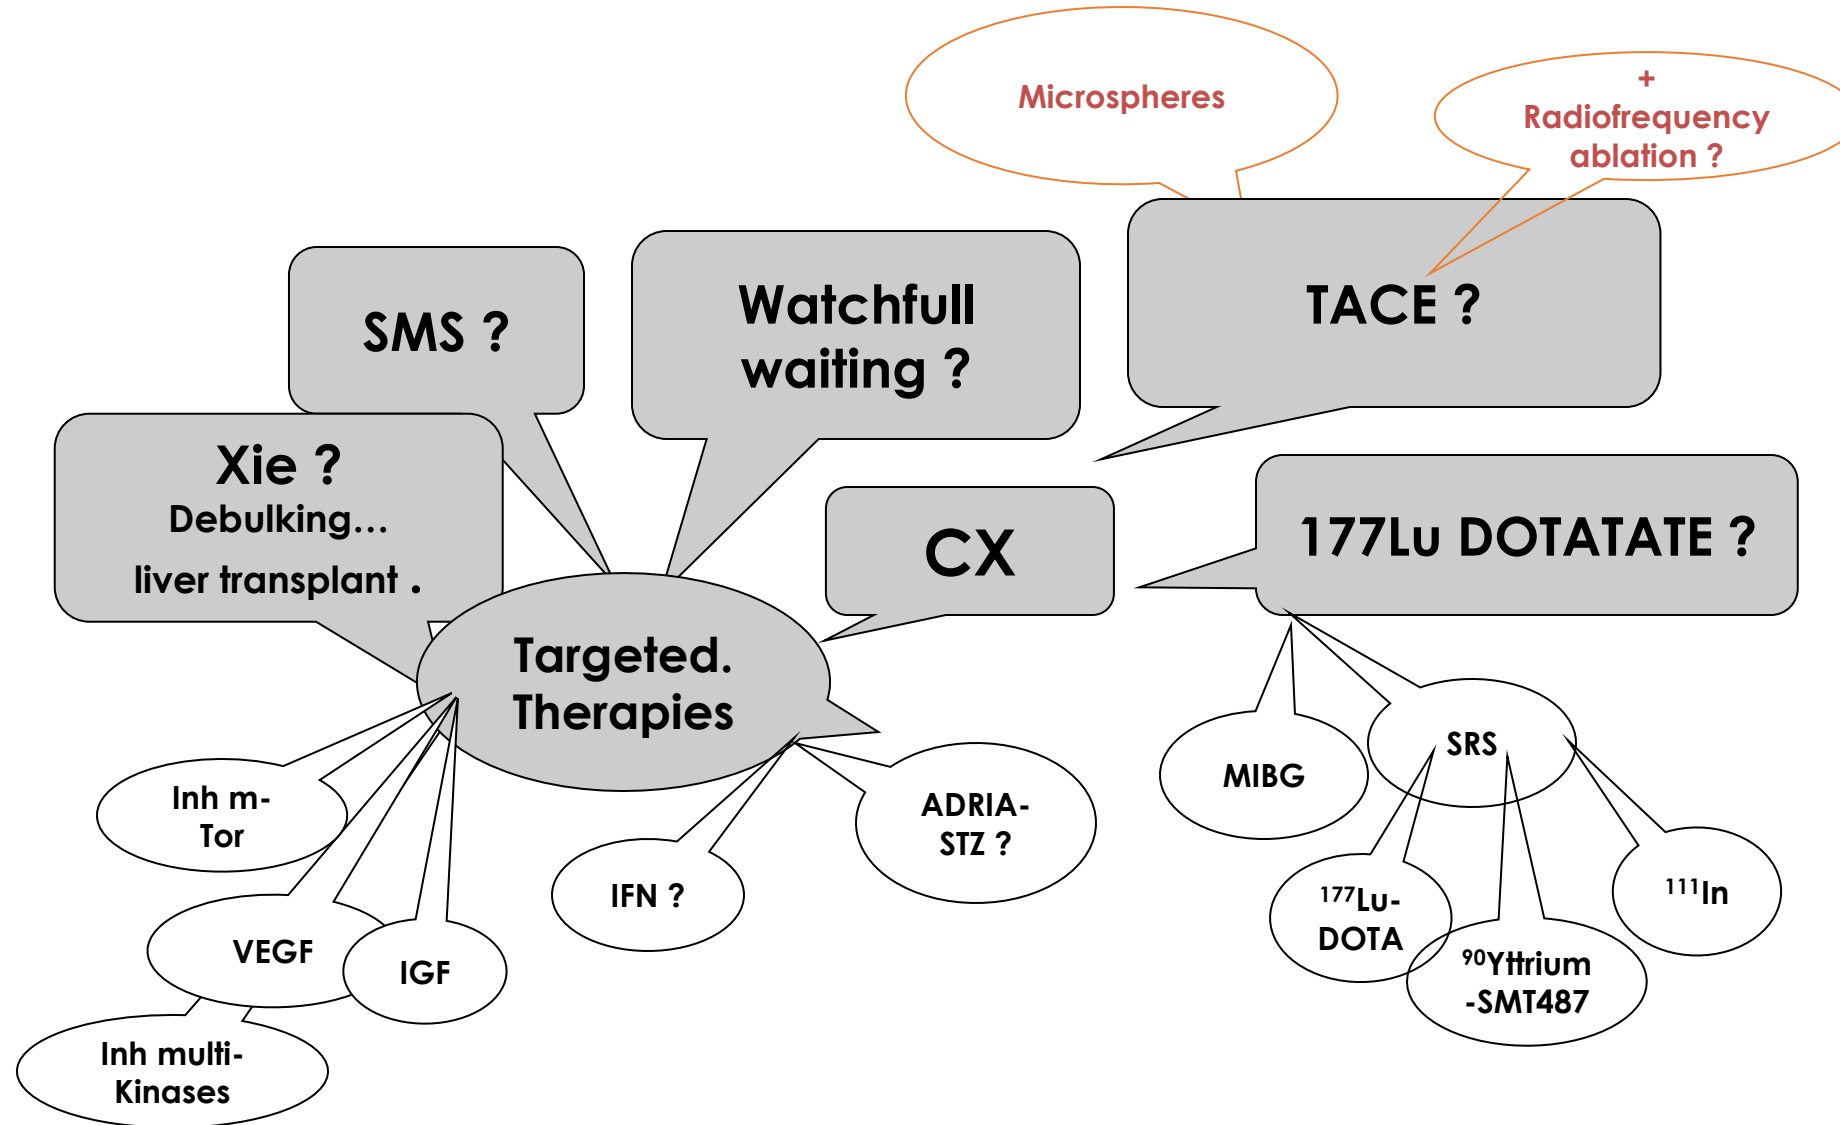 Microspheres
+
Radiofrequency
ablation ?
SMS ?
Watchfull
waiting ?
TACE ?
Xie ?
Debulking...
liver transplant .
CX
177Lu DOTATATE ?
Targeted.
Therapies
Inh m-
Tor
VEGF
IGF
Inh multi-
Kinases
IFN ?
ADRIA-
STZ ?
MIBG
SRS
¹⁷⁷Lu-
DOTA
⁹⁰Yttrium
-SMT487
¹¹¹In